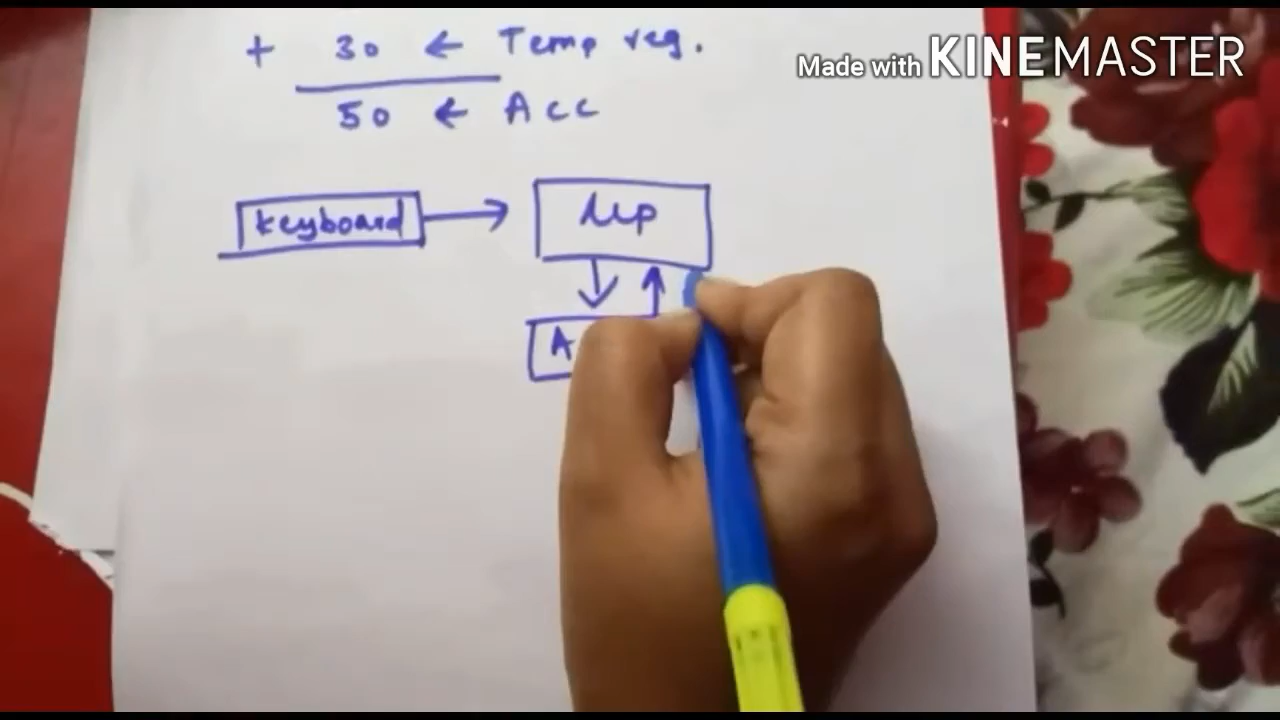 + 30 ← Temp reg.
Made with KINEMASTER
50 ← Acc
keyboard → μp
A